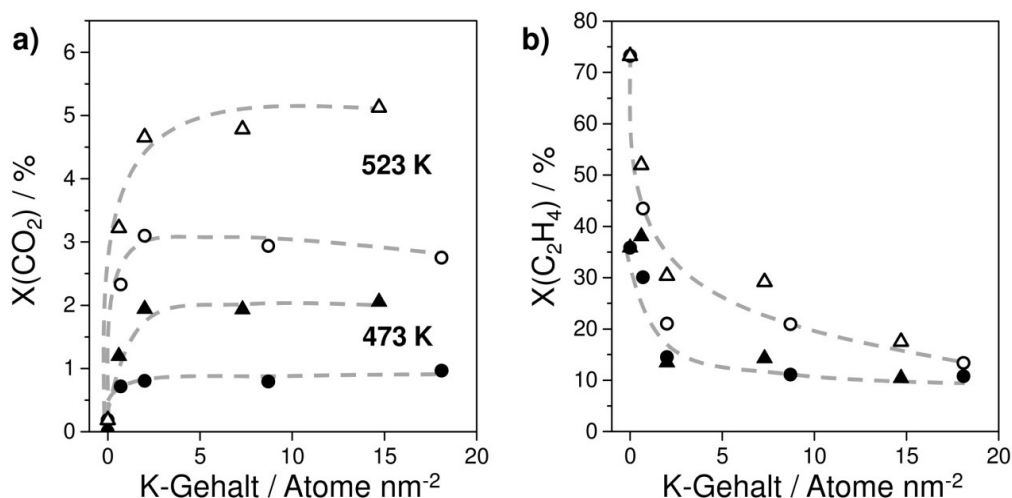 a)
6
5
4
3
2
1
0
X(CO₂) / %
523 K
473 K
0 5 10 15 20
K-Gehalt / Atome nm⁻²
b)
80
70
60
50
40
30
20
10
0
X(C₂H₄) / %
0 5 10 15 20
K-Gehalt / Atome nm⁻²